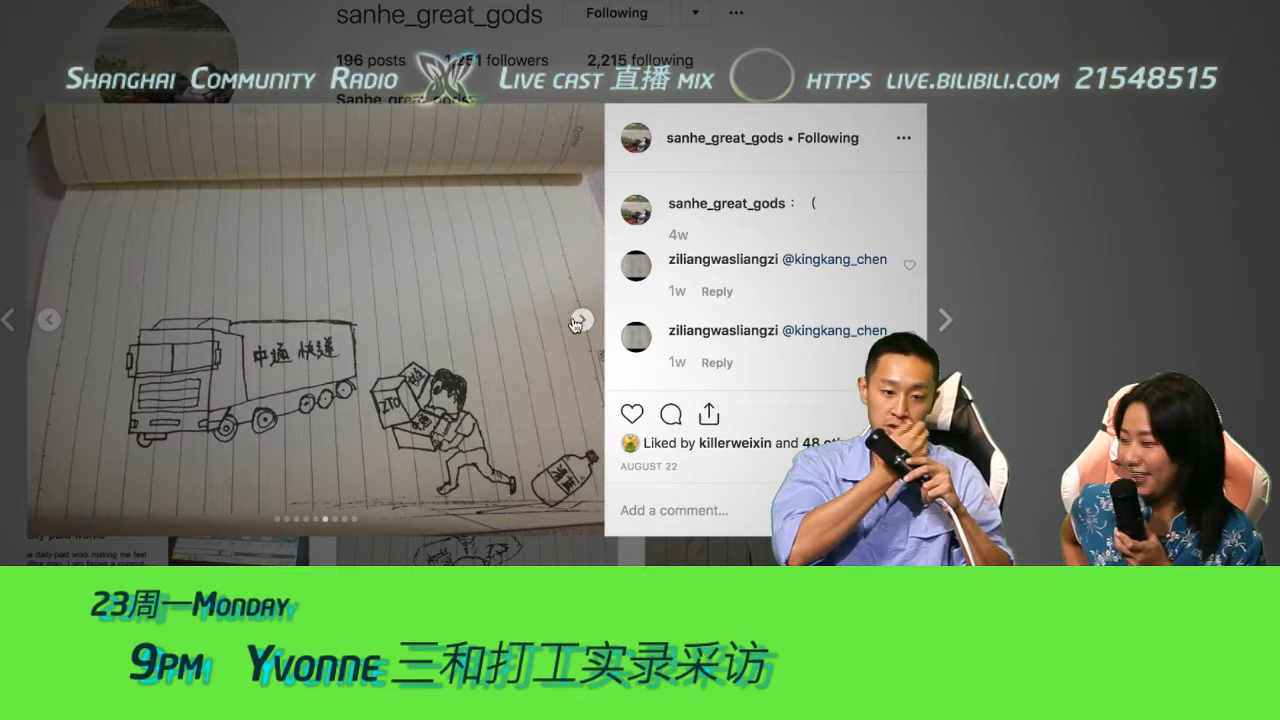 sanhe_great_gods
Following
196 posts
1,251 followers
2,215 following
Sanhe_great_gods
SHANGHAI COMMUNITY RADIO
LIVE CAST 直播 MIX
HTTPS LIVE.BILIBILI.COM 21548515
sanhe_great_gods • Following
sanhe_great_gods : (
4w
ziliangwasliangzi @kingkang_chen
1w Reply
ziliangwasliangzi @kingkang_chen
1w Reply
中通 快递
ZTO
Liked by killerweixin and 48
AUGUST 22
Add a comment...
23周一MONDAY
9PM YVONNE 三和打工实录采访